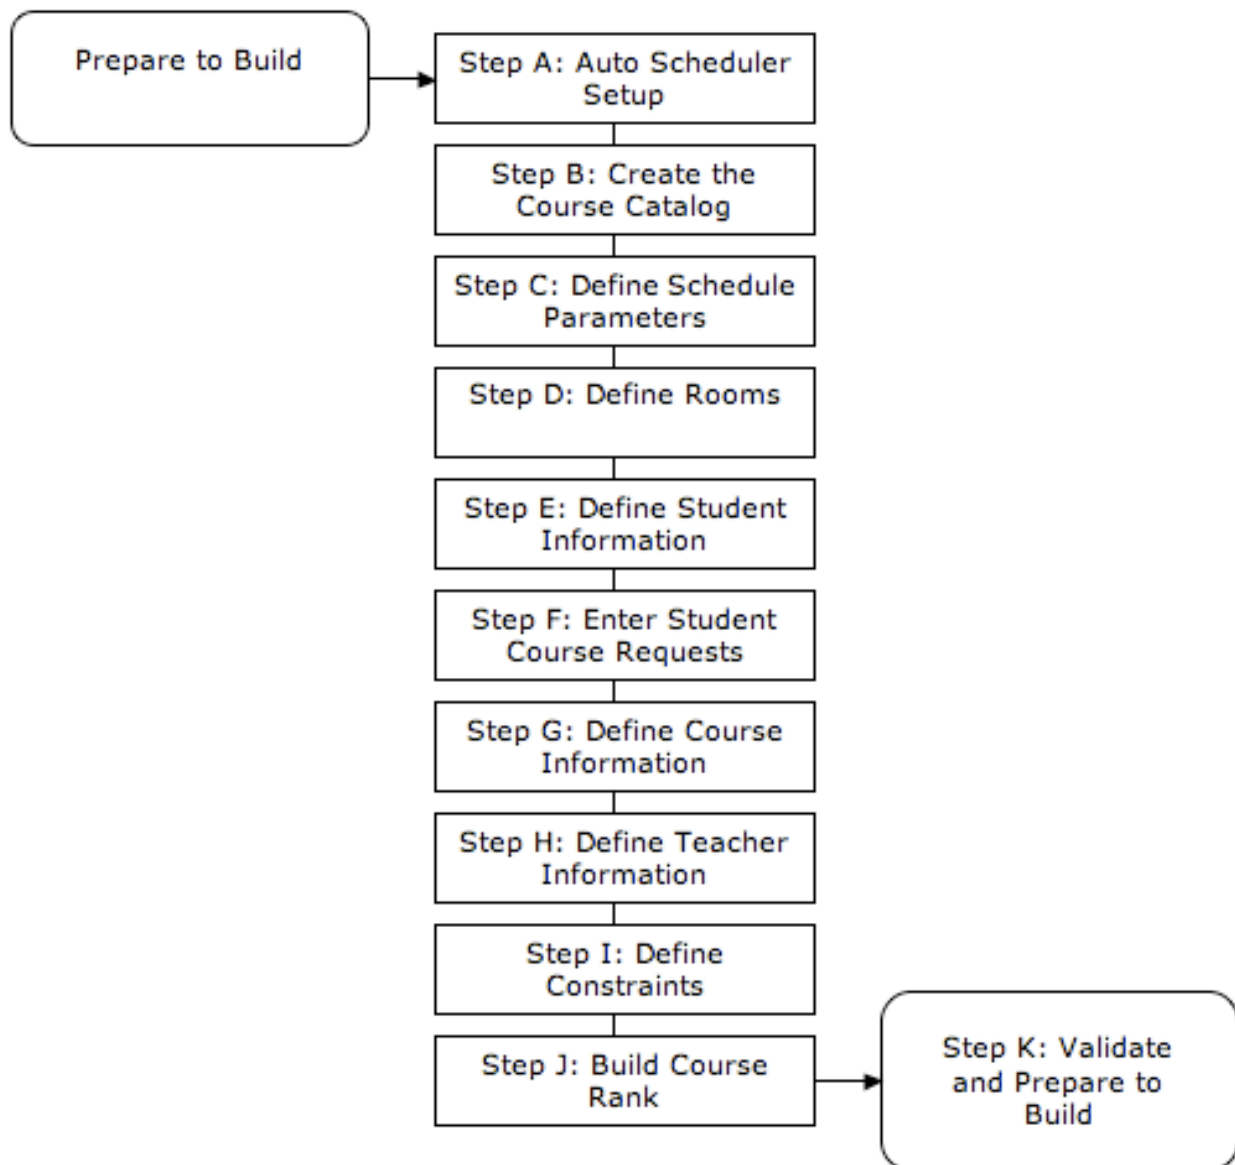 Prepare to Build
Step A: Auto Scheduler
Setup
Step B: Create the
Course Catalog
Step C: Define Schedule
Parameters
Step D: Define Rooms
Step E: Define Student
Information
Step F: Enter Student
Course Requests
Step G: Define Course
Information
Step H: Define Teacher
Information
Step I: Define
Constraints
Step J: Build Course
Rank
Step K: Validate
and Prepare to
Build